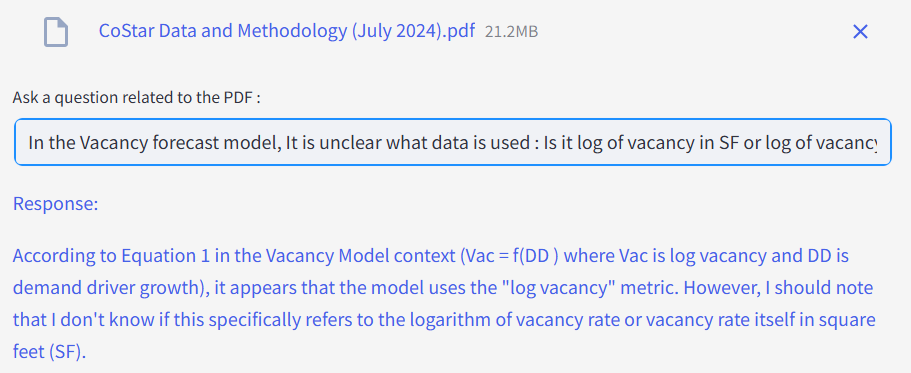 CoStar Data and Methodology (July 2024).pdf 21.2MB
Ask a question related to the PDF :
In the Vacancy forecast model, It is unclear what data is used : Is it log of vacancy in SF or log of vacancy
Response:
According to Equation 1 in the Vacancy Model context (Vac = f(DD ) where Vac is log vacancy and DD is
demand driver growth), it appears that the model uses the "log vacancy" metric. However, I should note
that I don't know if this specifically refers to the logarithm of vacancy rate or vacancy rate itself in square
feet (SF).